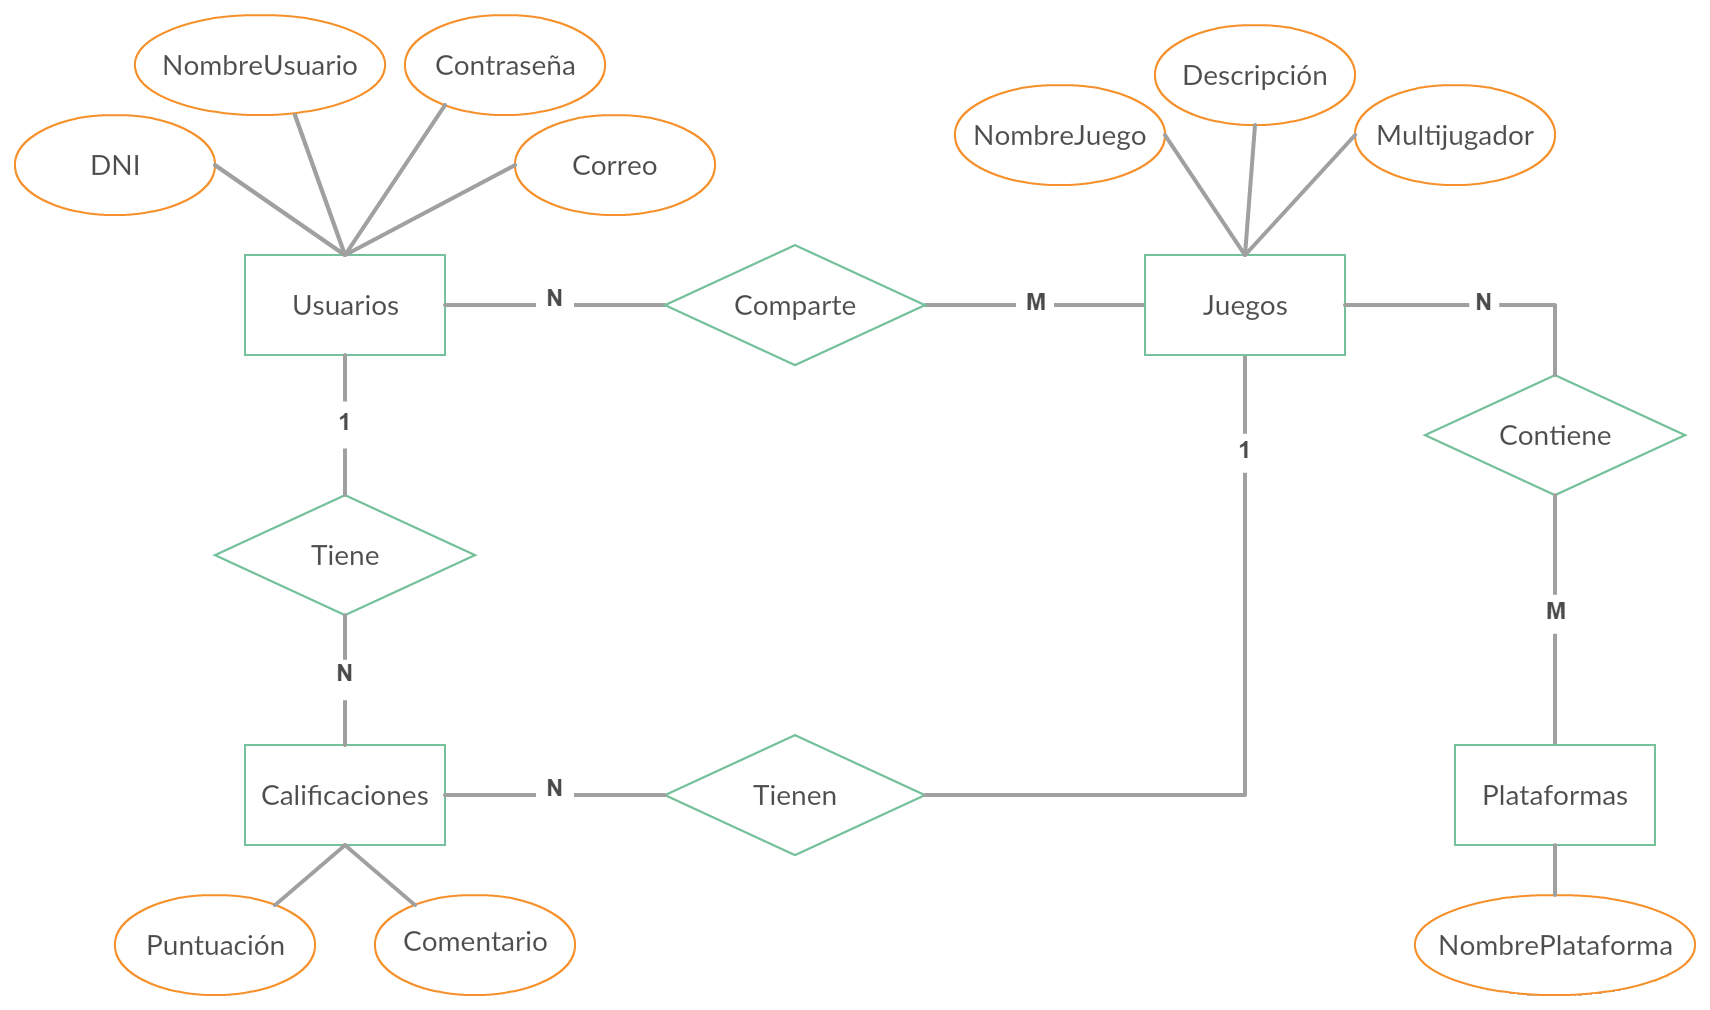 NombreUsuario
Contraseña
Descripción
NombreJuego
Multijugador
DNI
Correo
Usuarios
N
Comparte
M
Juegos
N
1
Contiene
1
Tiene
M
N
N
Calificaciones
Tienen
Plataformas
Puntuación
Comentario
NombrePlataforma